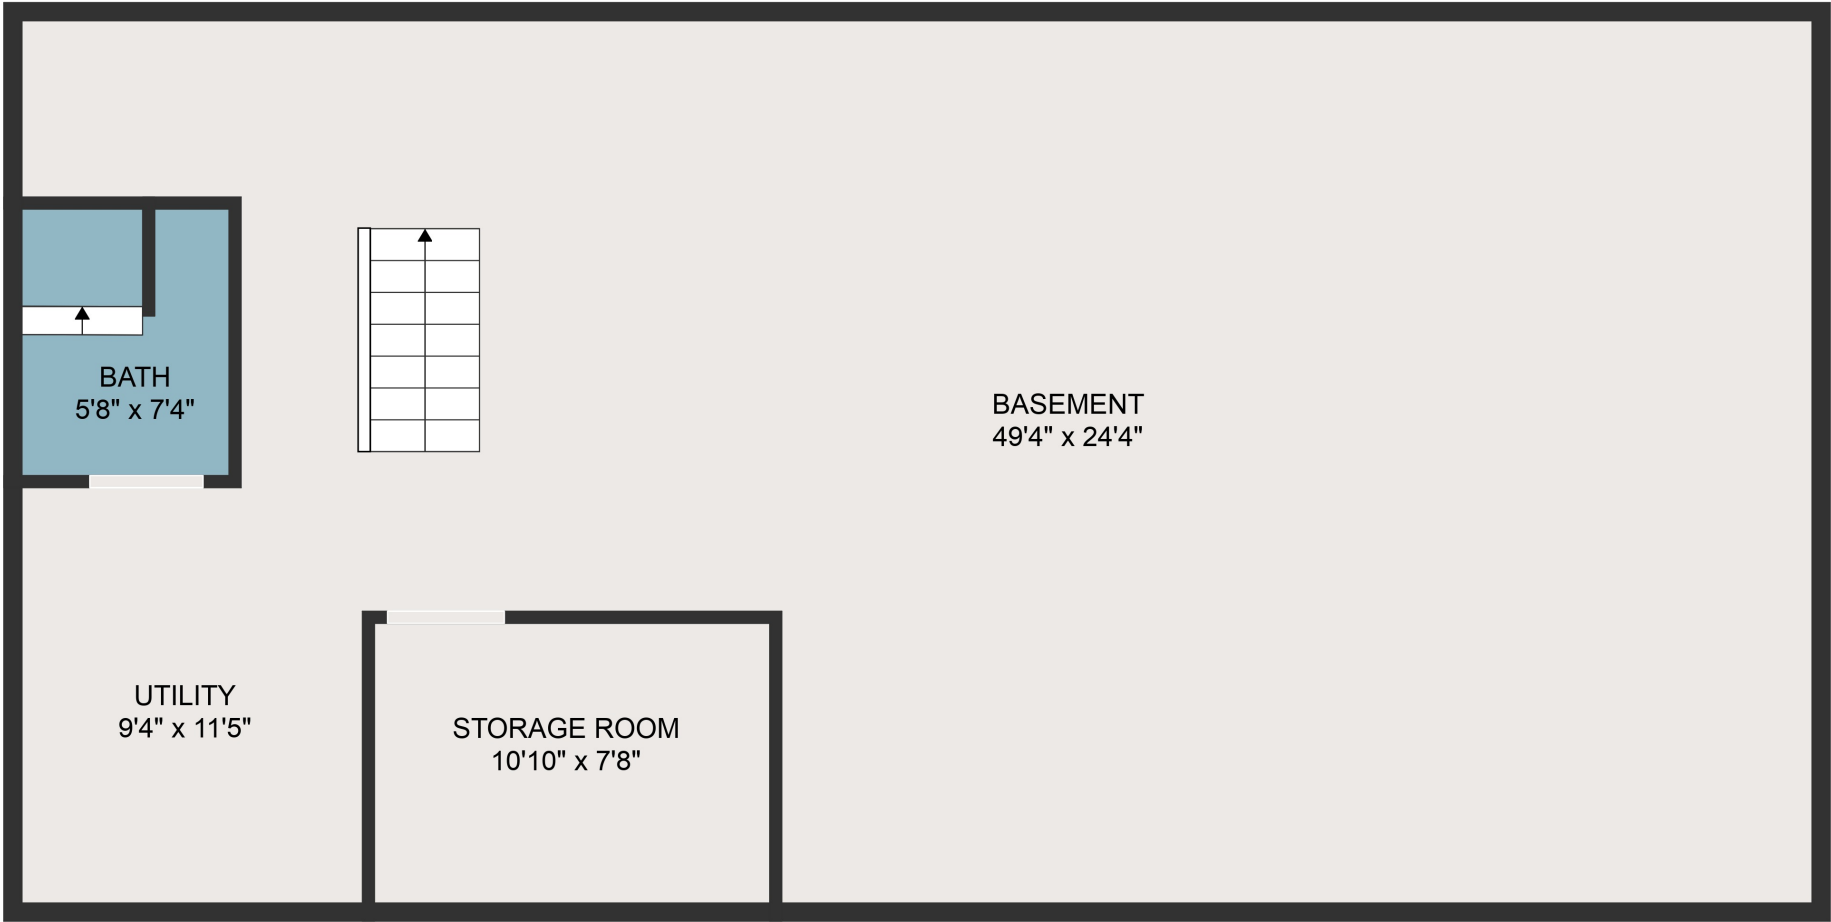 BATH
5'8" x 7'4"
BASEMENT
49'4" x 24'4"
UTILITY
9'4" x 11'5"
STORAGE ROOM
10'10" x 7'8"